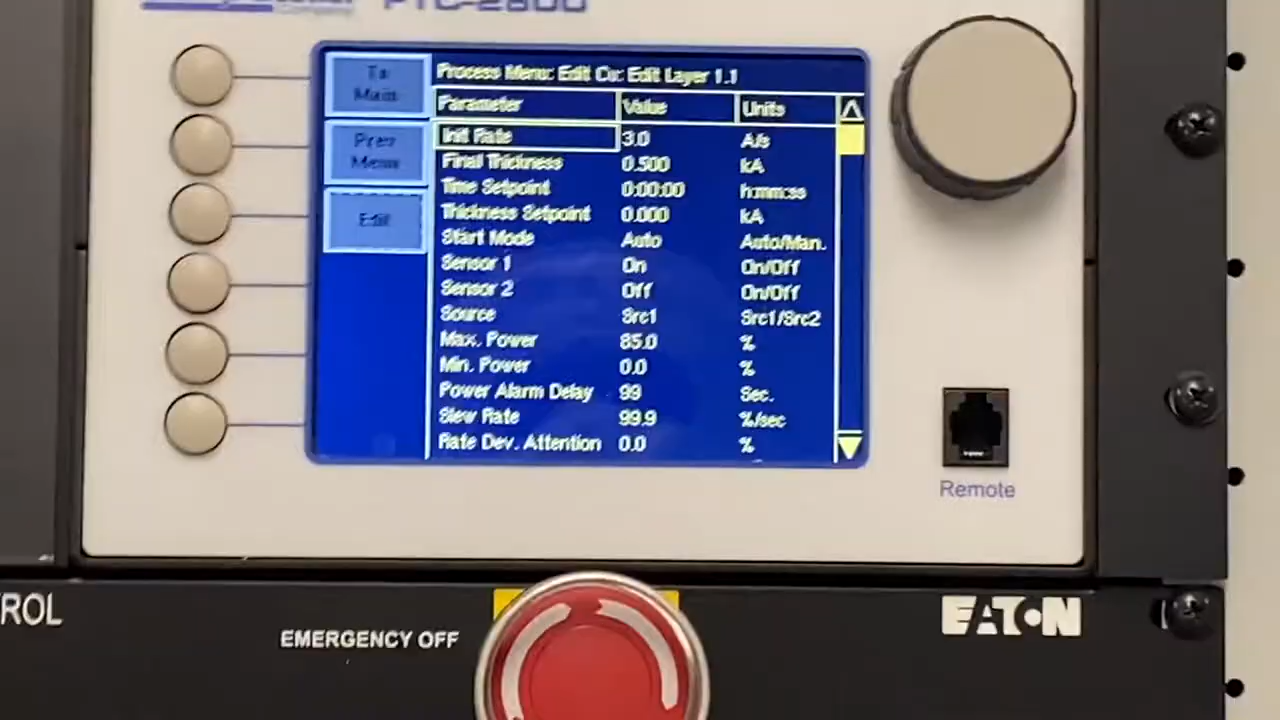 FTC-2800
Company
Process Menu: Edit Cu: Edit Layer 1.1
To Main
Prev Menu
Edit
Parameter Value Units
Init Rate 3.0 A/s
Final Thickness 0.500 kA
Time Setpoint 0:00:00 h:mm:ss
Thickness Setpoint 0.000 kA
Start Mode Auto Auto/Man.
Sensor 1 On On/Off
Sensor 2 Off On/Off
Source Src1 Src1/Src2
Max. Power 85.0 %
Min. Power 0.0 %
Power Alarm Delay 99 Sec.
Slew Rate 99.9 %/sec
Rate Dev. Attention 0.0 %
Remote
ROL
EMERGENCY OFF
EATON